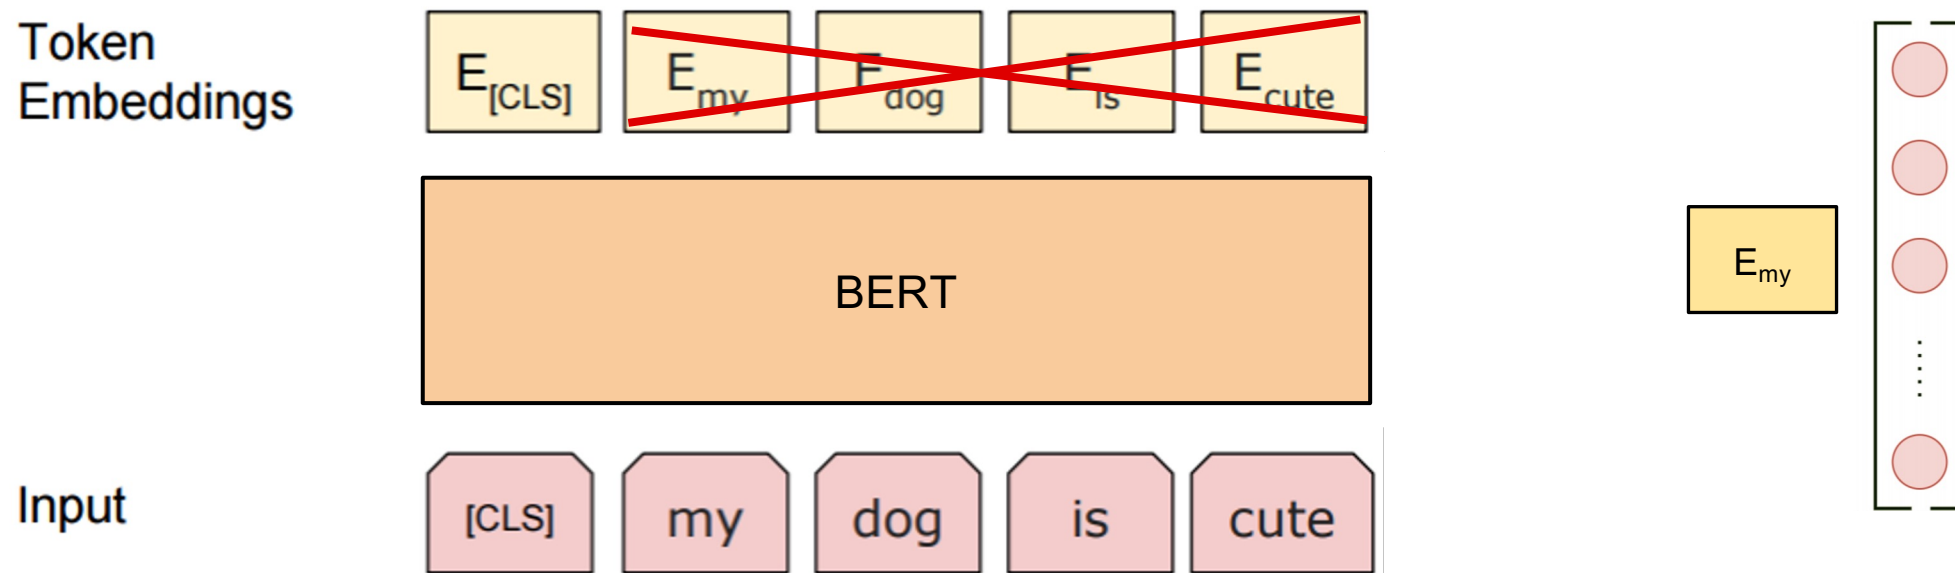 Token
Embeddings
E[CLS] Emy Edog Eis Ecute
BERT
Emy
Input
[CLS] my dog is cute